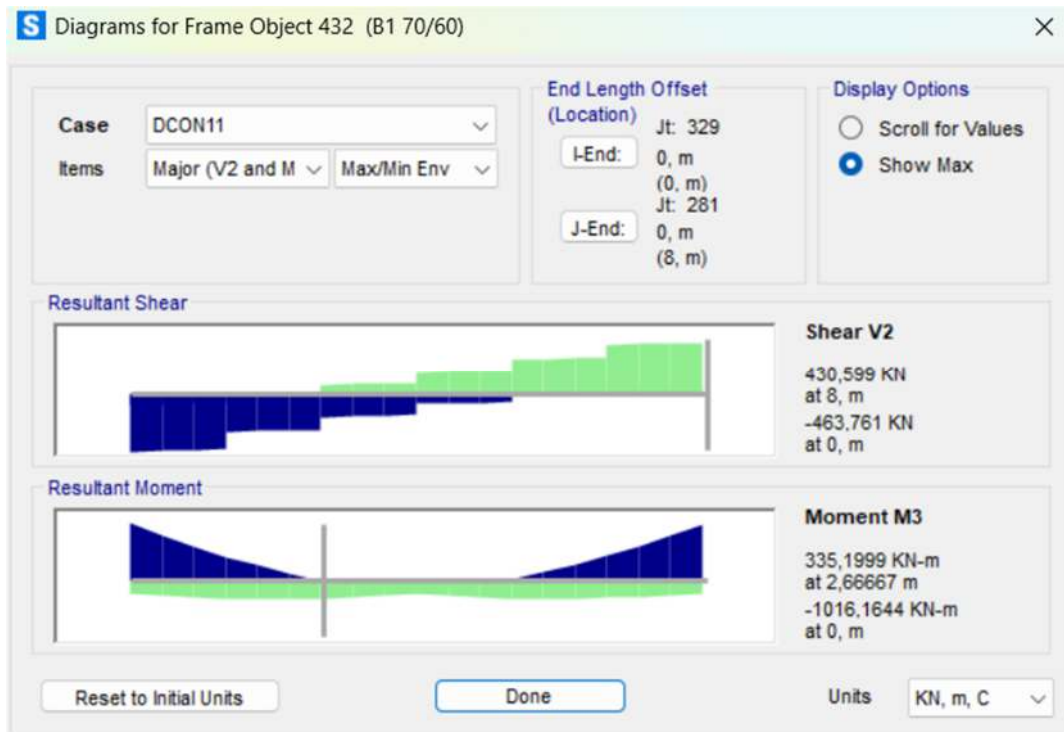 S Diagrams for Frame Object 432 (B1 70/60)
Case DCON11
Items Major (V2 and M Max/Min Env
End Length Offset
(Location)
I-End:
Jt: 329
0, m
(0, m)
J-End:
Jt: 281
0, m
(8, m)
Display Options
Scroll for Values
Show Max
Resultant Shear
Shear V2
430,599 KN
at 8, m
-463,761 KN
at 0, m
Resultant Moment
Moment M3
335,1999 KN-m
at 2,66667 m
-1016,1644 KN-m
at 0, m
Reset to Initial Units
Done
Units KN, m, C